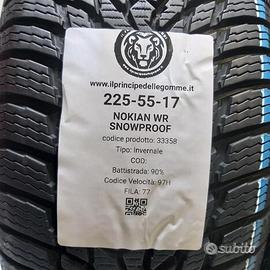 www.ilprincipedellegomme.it
225-55-17
NOKIAN WR
SNOWPROOF
codice prodotto: 33358
Tipo: Invernale
COD:
Battistrada: 90%
Codice Velocità: 97H
FILA: 77
subito